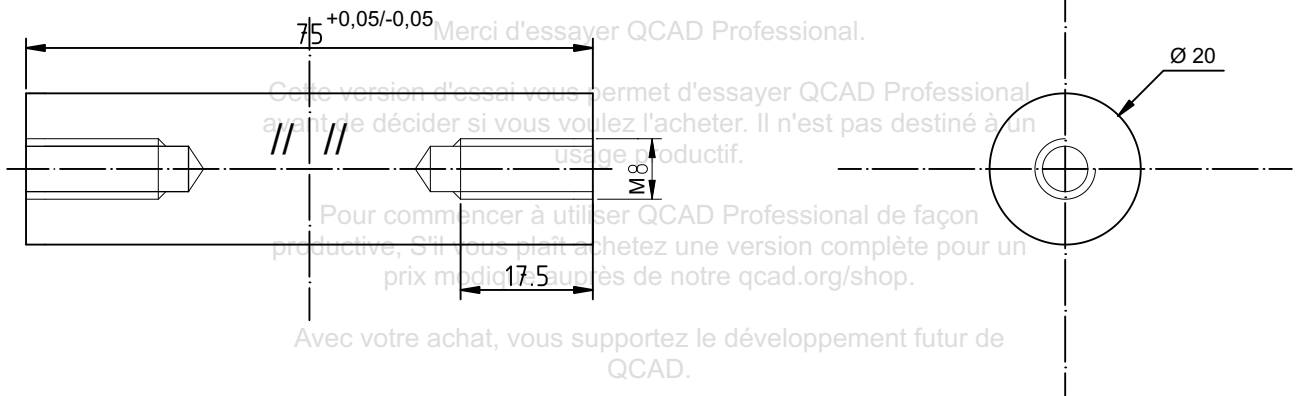 75 +0,05/-0,05
Merci d'essayer QCAD Professional.
Ø 20
Cette version d'essai vous permet d'essayer QCAD Professional
avant de décider si vous voulez l'acheter. Il n'est pas destiné à un
usage productif.
// //
M8
Pour commencer à utiliser QCAD Professional de façon
productive, S'il vous plaît achetez une version complète pour un
prix modique auprès de notre qcad.org/shop.
17.5
Avec votre achat, vous supportez le développement futur de
QCAD.